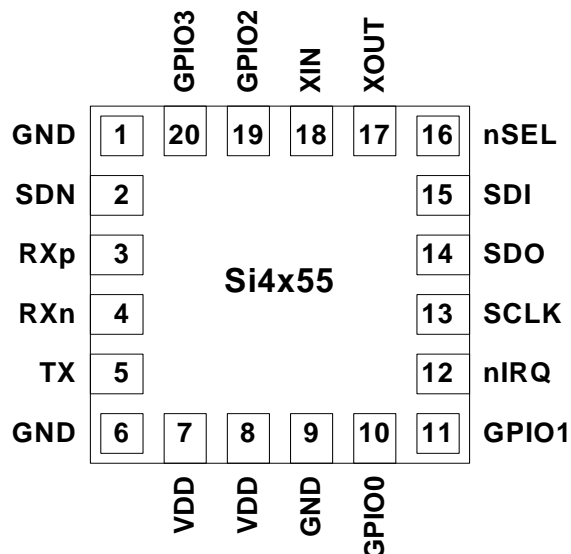 GPIO3
GPIO2
XIN
XOUT
GND 1 20 19 18 17 16 nSEL
SDN 2 15 SDI
RXp 3 14 SDO
Si4x55
RXn 4 13 SCLK
TX 5 12 nIRQ
GND 6 7 8 9 10 11 GPIO1
VDD
VDD
GND
GPIO0